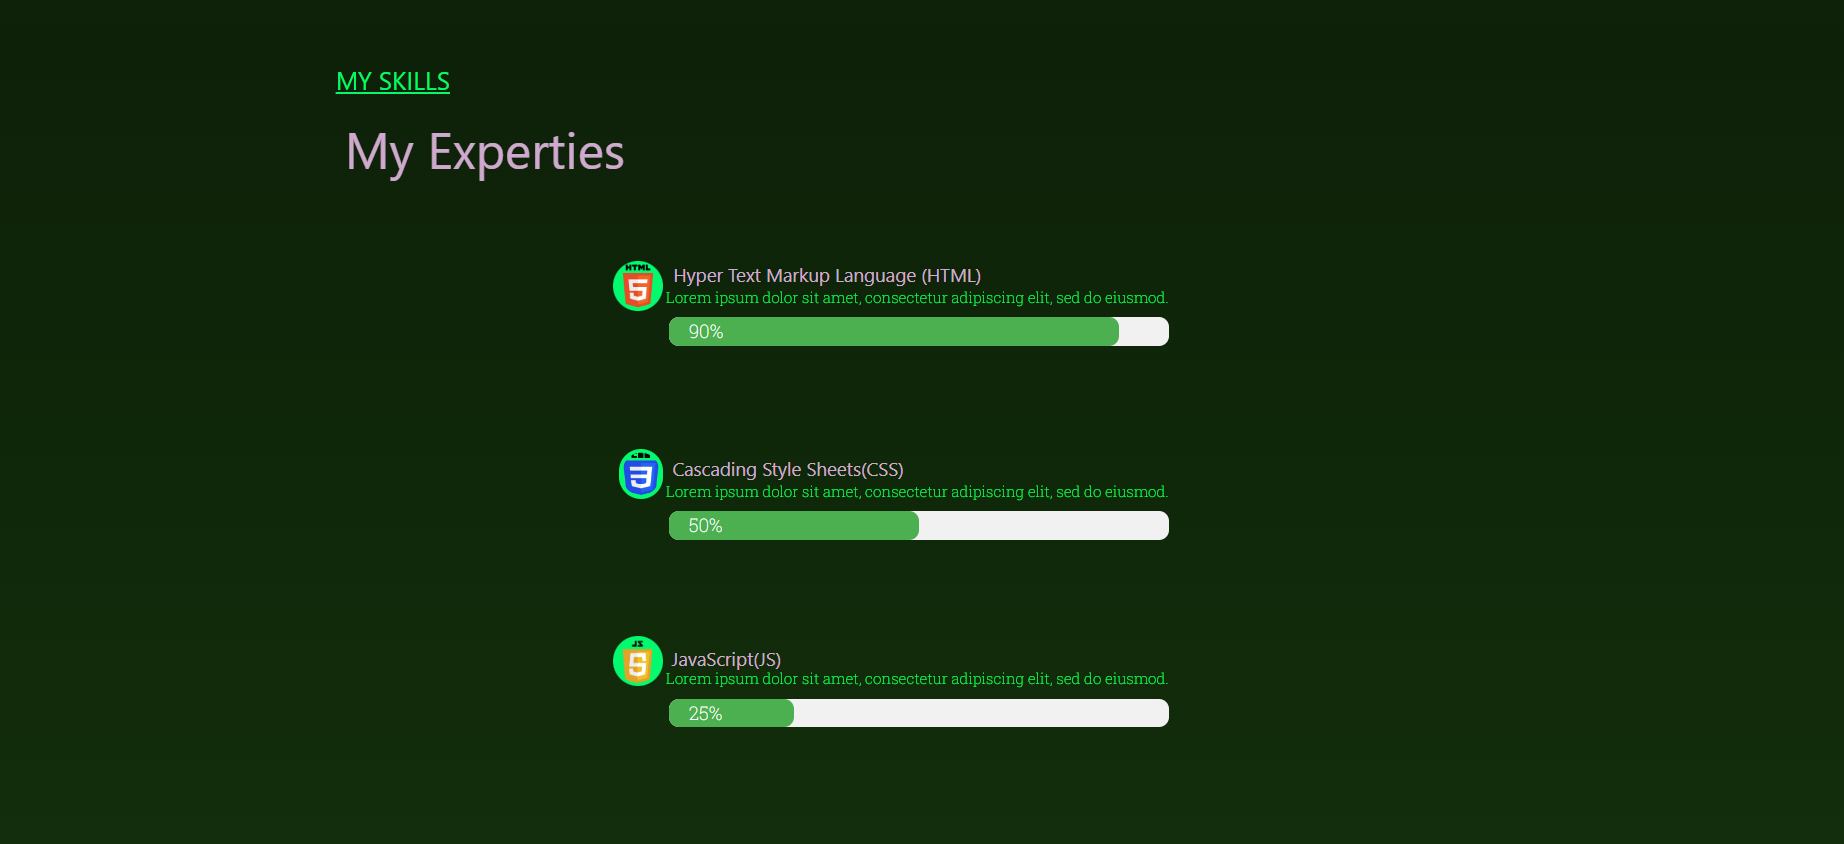 MY SKILLS
My Experties
HTML
Hyper Text Markup Language (HTML)
Lorem ipsum dolor sit amet, consectetur adipiscing elit, sed do eiusmod.
90%
Cascading Style Sheets(CSS)
Lorem ipsum dolor sit amet, consectetur adipiscing elit, sed do eiusmod.
50%
JS
JavaScript(JS)
Lorem ipsum dolor sit amet, consectetur adipiscing elit, sed do eiusmod.
25%